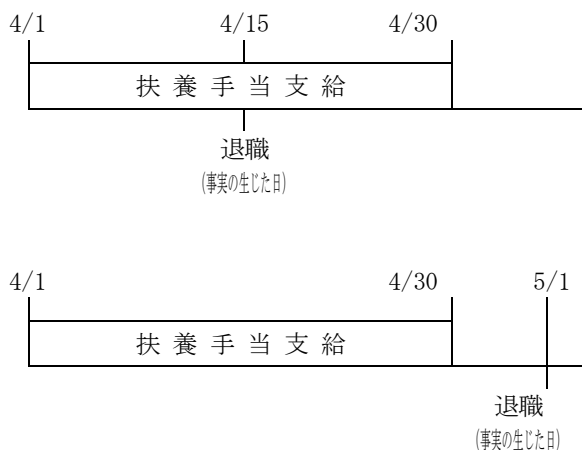 4/1 4/15 4/30
扶養手当支給
退職
(事実の生じた日)
4/1 4/30 5/1
扶養手当支給
退職
(事実の生じた日)